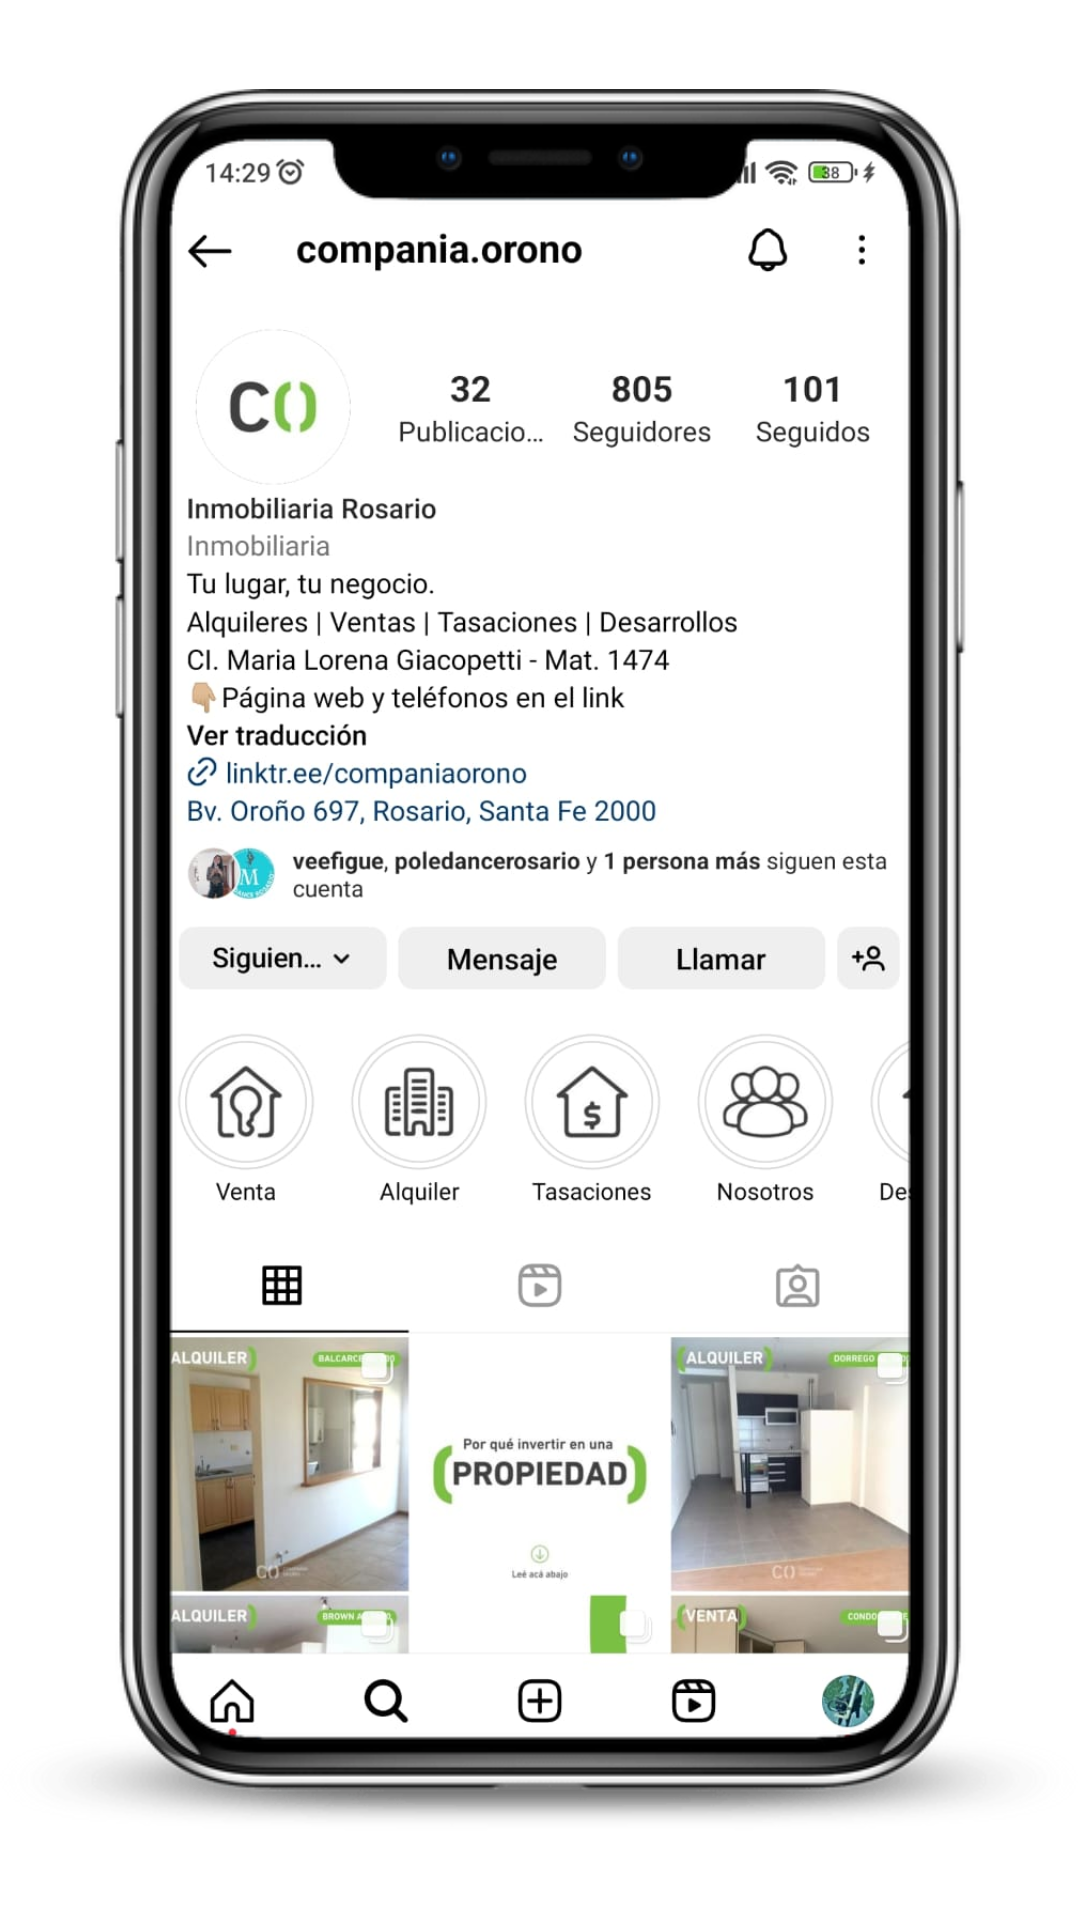 14:29
38
compania.orono
CO
32
805
101
Publicacio...
Seguidores
Seguidos
Inmobiliaria Rosario
Inmobiliaria
Tu lugar, tu negocio.
Alquileres | Ventas | Tasaciones | Desarrollos
CI. Maria Lorena Giacopetti - Mat. 1474
👇🏼Página web y teléfonos en el link
Ver traducción
linktr.ee/companiaorono
Bv. Oroño 697, Rosario, Santa Fe 2000
veefigue, poledancerosario y 1 persona más siguen esta
cuenta
M
Siguien...
Mensaje
Llamar
Venta
Alquiler
Tasaciones
Nosotros
De
ALQUILER
BALCARCE
Por qué invertir en una
(PROPIEDAD)
Leé acá abajo
CO
(ALQUILER)
DORREGO
CO
ALQUILER
BROWN
(VENTA)